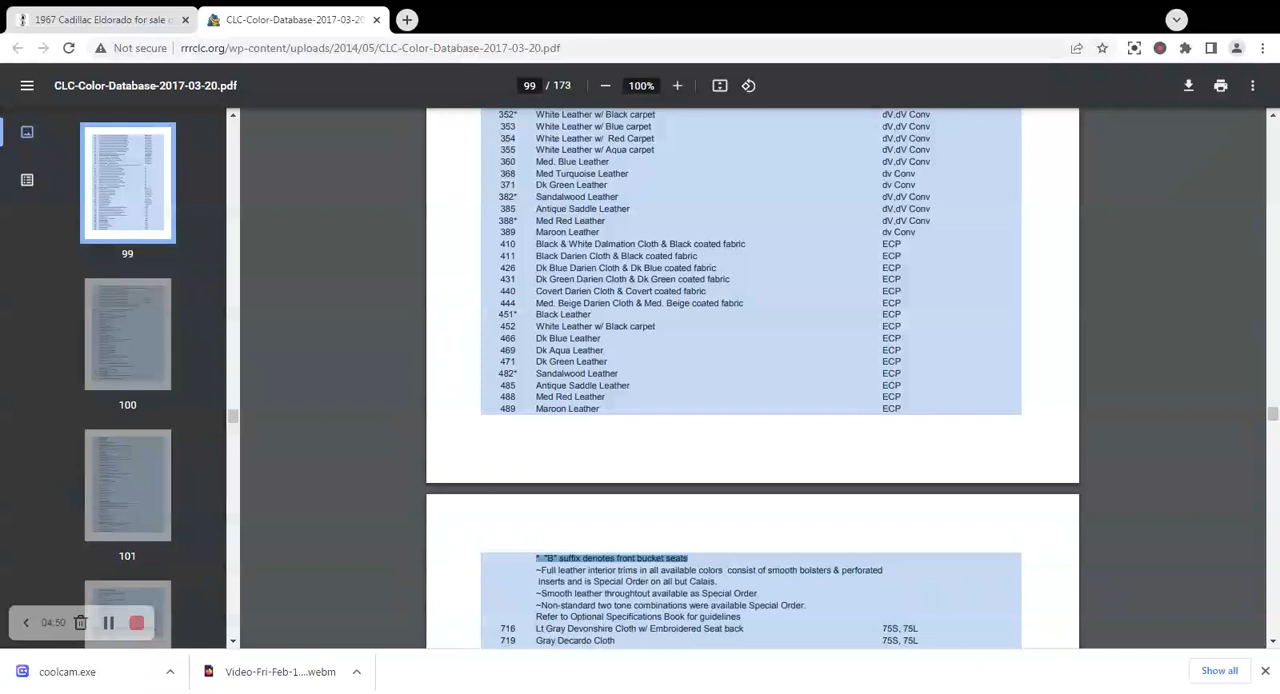 1967 Cadillac Eldorado for sale o
CLC-Color-Database-2017-03-20
Not secure
rrrclc.org/wp-content/uploads/2014/05/CLC-Color-Database-2017-03-20.pdf
CLC-Color-Database-2017-03-20.pdf
99 / 173
100%
99
100
101
352* White Leather w/ Black carpet dV,dV Conv
353 White Leather w/ Blue carpet dV,dV Conv
354 White Leather w/ Red Carpet dV,dV Conv
355 White Leather w/ Aqua carpet dV,dV Conv
360 Med. Blue Leather dV,dV Conv
368 Med Turquoise Leather dv Conv
371 Dk Green Leather dv Conv
382* Sandalwood Leather dV,dV Conv
385 Antique Saddle Leather dV,dV Conv
388* Med Red Leather dV,dV Conv
389 Maroon Leather dv Conv
410 Black & White Dalmation Cloth & Black coated fabric ECP
411 Black Darien Cloth & Black coated fabric ECP
426 Dk Blue Darien Cloth & Dk Blue coated fabric ECP
431 Dk Green Darien Cloth & Dk Green coated fabric ECP
440 Covert Darien Cloth & Covert coated fabric ECP
444 Med. Beige Darien Cloth & Med. Beige coated fabric ECP
451* Black Leather ECP
452 White Leather w/ Black carpet ECP
466 Dk Blue Leather ECP
469 Dk Aqua Leather ECP
471 Dk Green Leather ECP
482* Sandalwood Leather ECP
485 Antique Saddle Leather ECP
488 Med Red Leather ECP
489 Maroon Leather ECP
* "B" suffix denotes front bucket seats
~Full leather interior trims in all available colors consist of smooth bolsters & perforated
inserts and is Special Order on all but Calais.
~Smooth leather throughtout available as Special Order
~Non-standard two tone combinations were available Special Order.
Refer to Optional Specifications Book for guidelines
716 Lt Gray Devonshire Cloth w/ Embroidered Seat back 75S, 75L
719 Gray Decardo Cloth 75S, 75L
04:50
coolcam.exe
Video-Fri-Feb-1....webm
Show all